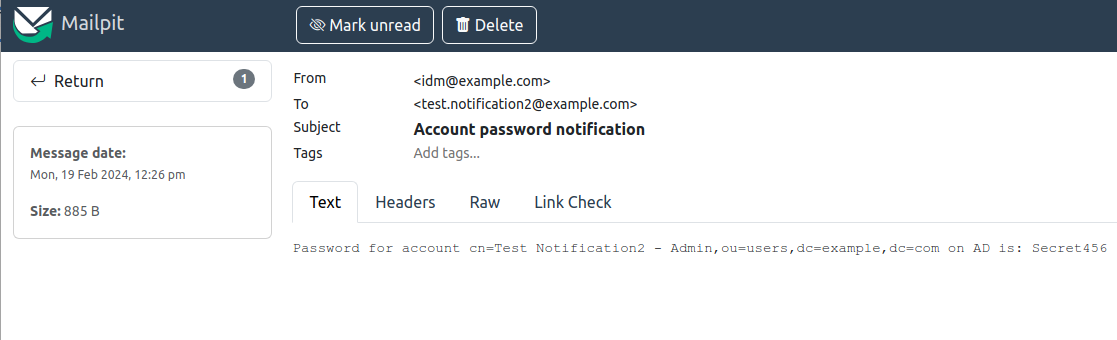 Mailpit
Mark unread
Delete
Return
1
From
<idm@example.com>
To
<test.notification2@example.com>
Subject
Account password notification
Tags
Add tags...
Message date:
Mon, 19 Feb 2024, 12:26 pm
Size: 885 B
Text
Headers
Raw
Link Check
Password for account cn=Test Notification2 - Admin,ou=users,dc=example,dc=com on AD is: Secret456